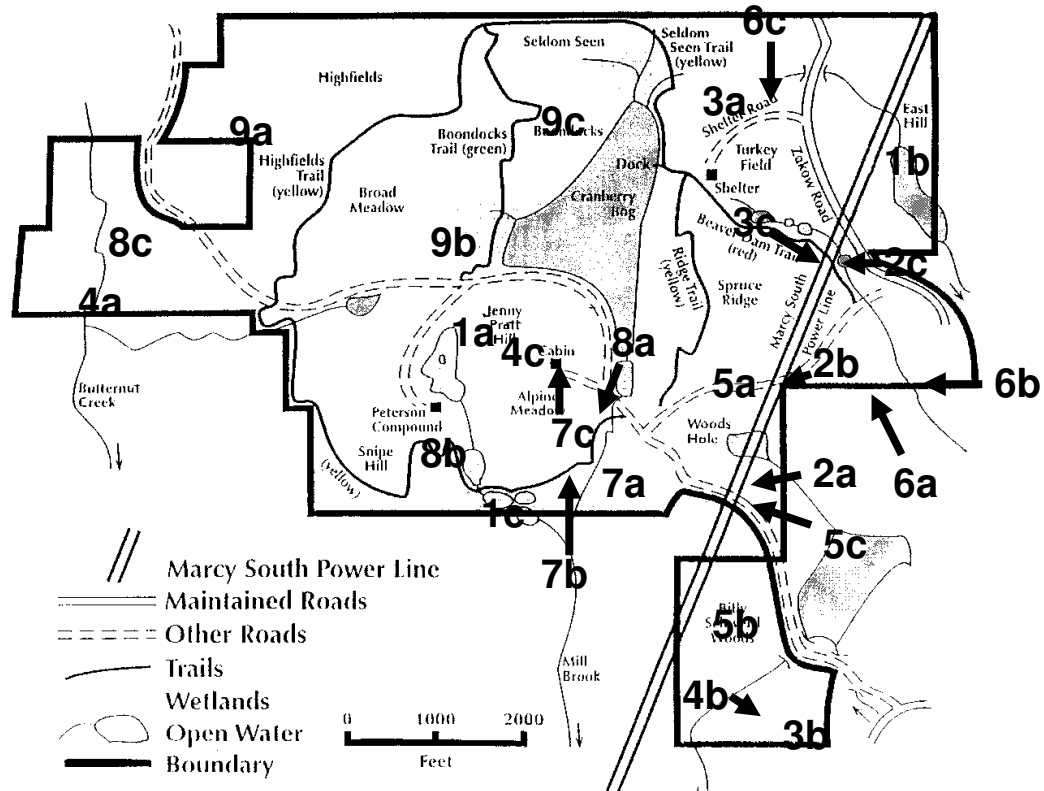 6c
Seldom Seen
Seldom
Seen Trail
(yellow)
Highfields
3a
Shelter Road
East
Hill
9a
9c
Boondocks
Boondocks
Trail (green)
Highfields
Trail
(yellow)
Turkey
Field
Zakow Road
1b
Dock
Shelter
Broad
Meadow
Cranberry
Bog
3c
Beaver Dam Trail
(red)
8c
9b
2c
Ridge Trail
(yellow)
Spruce
Ridge
Marcy South
Power Line
4a
Jenny
Pratt
Hill
1a
4c
Cabin
8a
2b
5a
6b
Butternut
Creek
Peterson
Compound
Alpine
Meadow
7c
Woods
Hole
Snipe
Hill
8b
(yellow)
7a
2a
6a
1c
5c
7b
Marcy South Power Line
Maintained Roads
Other Roads
Trails
Wetlands
Open Water
Boundary
0 1000 2000
Feet
Mill
Brook
5b
Woods
4b
3b